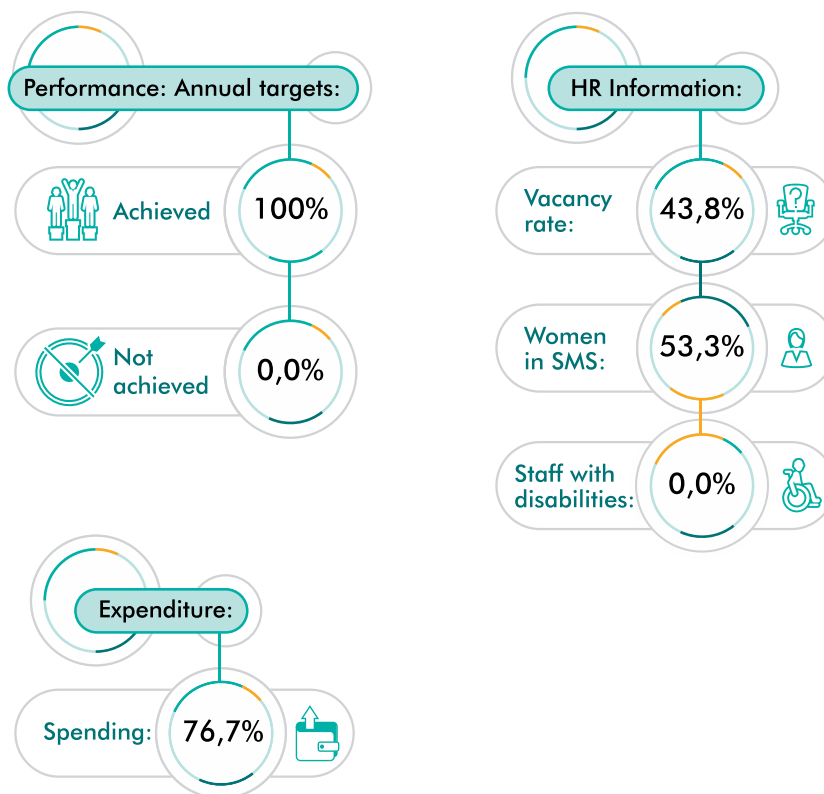 Performance: Annual targets:
Achieved
100%
Not
achieved
0,0%
HR Information:
Vacancy
rate:
43,8%
?
Women
in SMS:
53,3%
Staff with
disabilities:
0,0%
Expenditure:
Spending:
76,7%